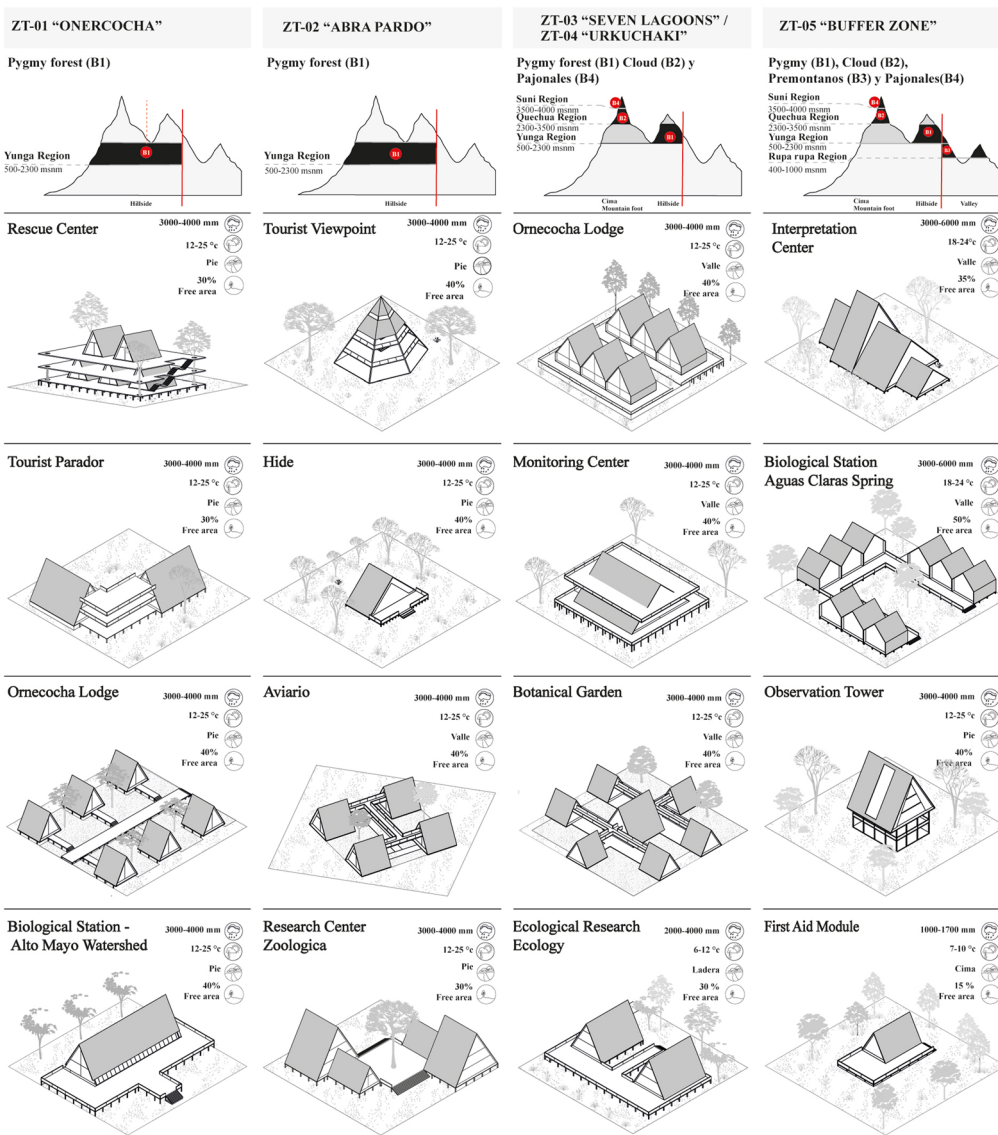 ZT-01 “ONERCOCHA”
Pygmy forest (B1)
B1
Yunga Region
500-2300 msnm
Hillside
ZT-02 “ABRA PARDO”
Pygmy forest (B1)
B1
Yunga Region
500-2300 msnm
Hillside
ZT-03 “SEVEN LAGOONS” /
ZT-04 “URKUCHAKI”
Pygmy forest (B1) Cloud (B2) y
Pajonales (B4)
Suni Region
3500-4000 msnm
Quechua Region
2300-3500 msnm
Yunga Region
500-2300 msnm
B4
B2
B1
Cima
Mountain foot
Hillside
ZT-05 “BUFFER ZONE”
Pygmy (B1), Cloud (B2),
Premontanos (B3) y Pajonales(B4)
Suni Region
3500-4000 msnm
Quechua Region
2300-3500 msnm
Yunga Region
500-2300 msnm
Rupa rupa Region
400-1000 msnm
B4
B2
B1
B3
Cima
Mountain foot
Hillside
Valley
Rescue Center
3000-4000 mm
12-25 °c
Pie
30%
Free area
Tourist Viewpoint
3000-4000 mm
12-25 °c
Pie
40%
Free area
Ornecocha Lodge
3000-4000 mm
12-25 °c
Valle
40%
Free area
Interpretation
Center
3000-6000 mm
18-24°c
Valle
35%
Free area
Tourist Parador
3000-4000 mm
12-25 °c
Pie
30%
Free area
Hide
3000-4000 mm
12-25 °c
Pie
40%
Free area
Monitoring Center
3000-4000 mm
12-25 °c
Valle
40%
Free area
Biological Station
Aguas Claras Spring
3000-6000 mm
18-24 °c
Valle
50%
Free area
Ornecocha Lodge
3000-4000 mm
12-25 °c
Pie
40%
Free area
Aviario
3000-4000 mm
12-25 °c
Valle
40%
Free area
Botanical Garden
3000-4000 mm
12-25 °c
Valle
40%
Free area
Observation Tower
3000-4000 mm
12-25 °c
Pie
40%
Free area
Biological Station -
Alto Mayo Watershed
3000-4000 mm
12-25 °c
Pie
40%
Free area
Research Center
Zoologica
3000-4000 mm
12-25 °c
Pie
30%
Free area
Ecological Research
Ecology
2000-4000 mm
6-12 °c
Ladera
30 %
Free area
First Aid Module
1000-1700 mm
7-10 °c
Cima
15 %
Free area